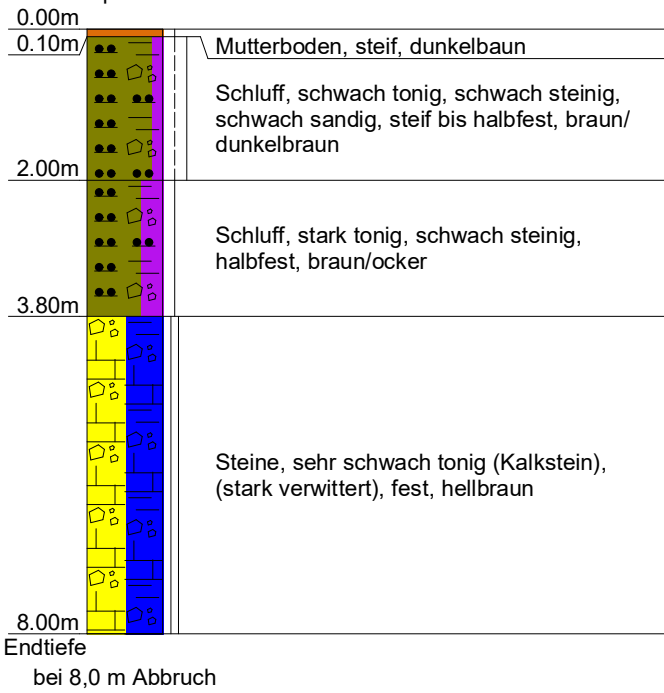 0.00m
0.10m
Mutterboden, steif, dunkelbaun
Schluff, schwach tonig, schwach steinig,
schwach sandig, steif bis halbfest, braun/
dunkelbraun
2.00m
Schluff, stark tonig, schwach steinig,
halbfest, braun/ocker
3.80m
Steine, sehr schwach tonig (Kalkstein),
(stark verwittert), fest, hellbraun
8.00m
Endtiefe
bei 8,0 m Abbruch